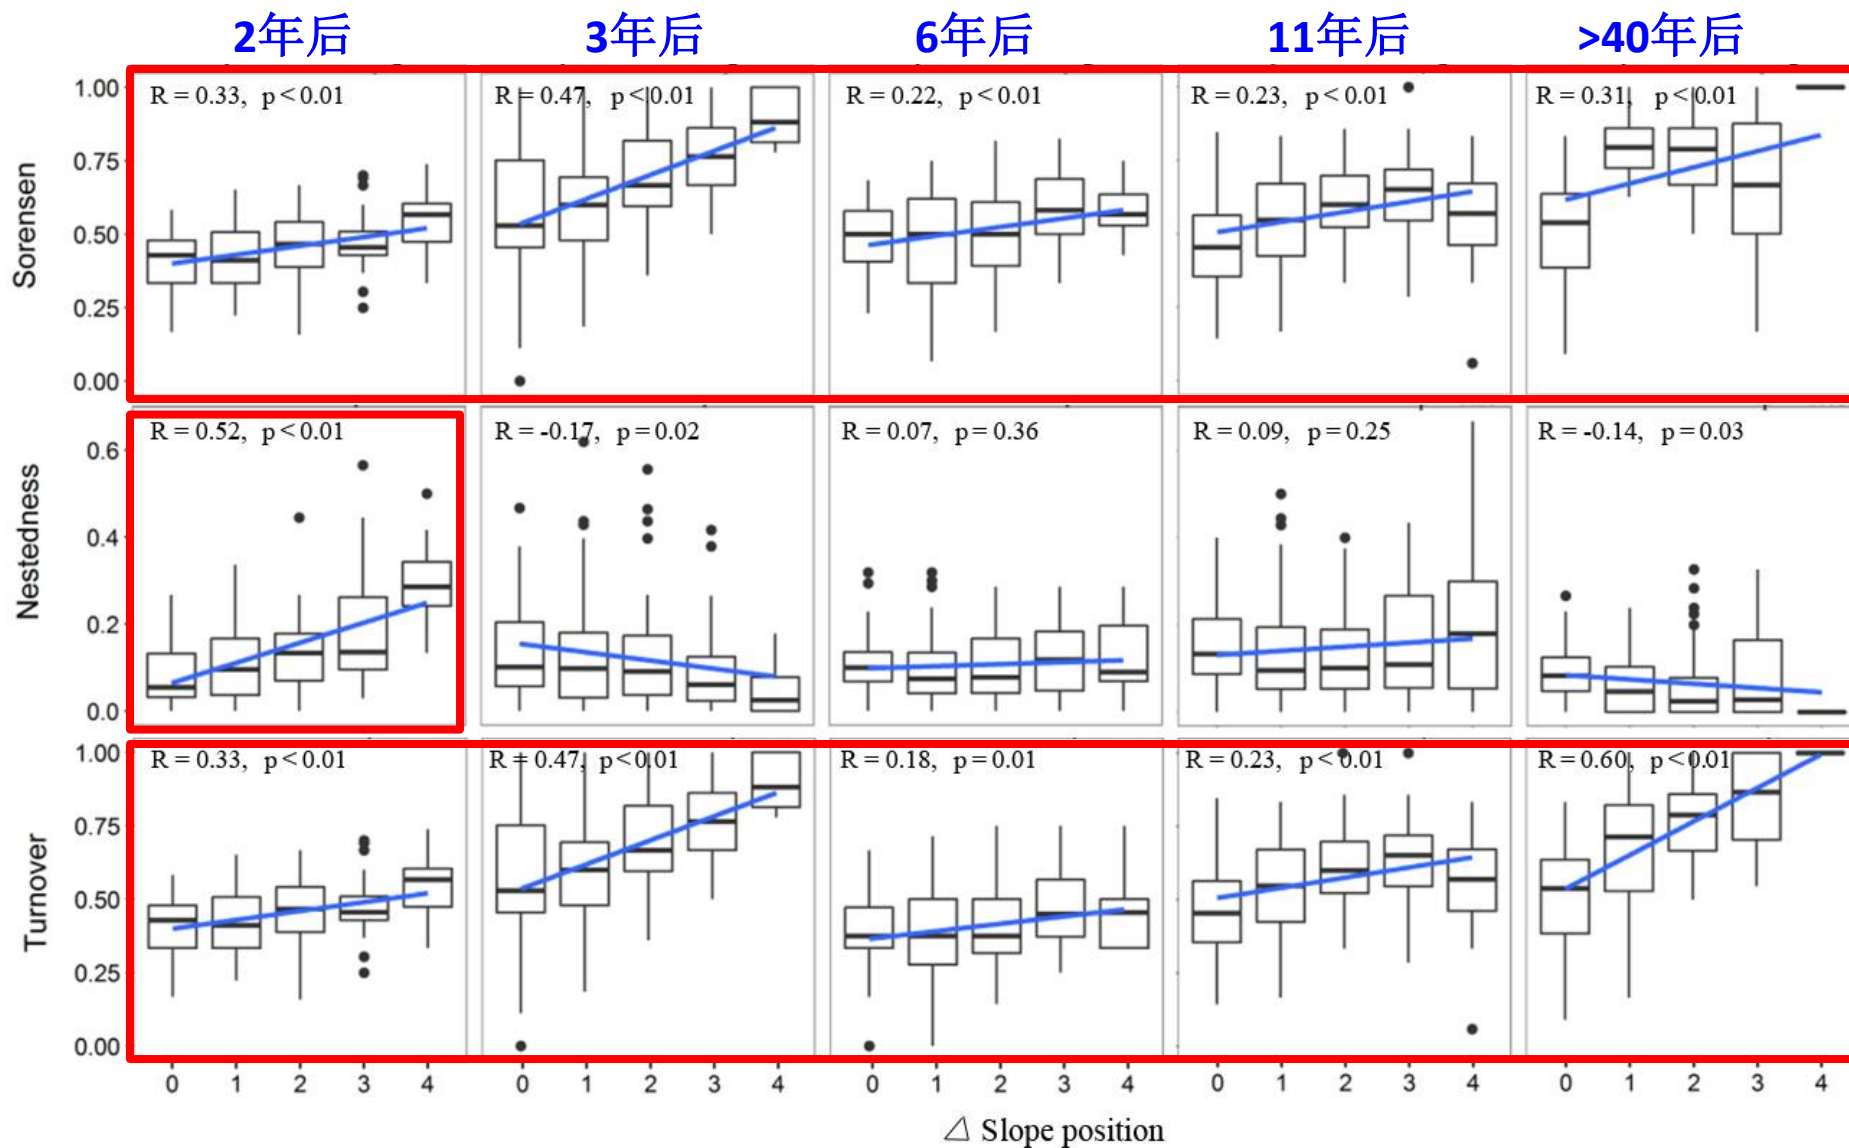 2年后 3年后 6年后 11年后 >40年后
Sorensen
1.00
0.75
0.50
0.25
0.00
R = 0.33, p < 0.01
R = 0.47, p < 0.01
R = 0.22, p < 0.01
R = 0.23, p < 0.01
R = 0.31, p < 0.01
Nestedness
0.6
0.4
0.2
0.0
R = 0.52, p < 0.01
R = -0.17, p = 0.02
R = 0.07, p = 0.36
R = 0.09, p = 0.25
R = -0.14, p = 0.03
Turnover
1.00
0.75
0.50
0.25
0.00
R = 0.33, p < 0.01
R = 0.47, p < 0.01
R = 0.18, p = 0.01
R = 0.23, p < 0.01
R = 0.60, p < 0.01
0 1 2 3 4 0 1 2 3 4 0 1 2 3 4 0 1 2 3 4 0 1 2 3 4
△ Slope position